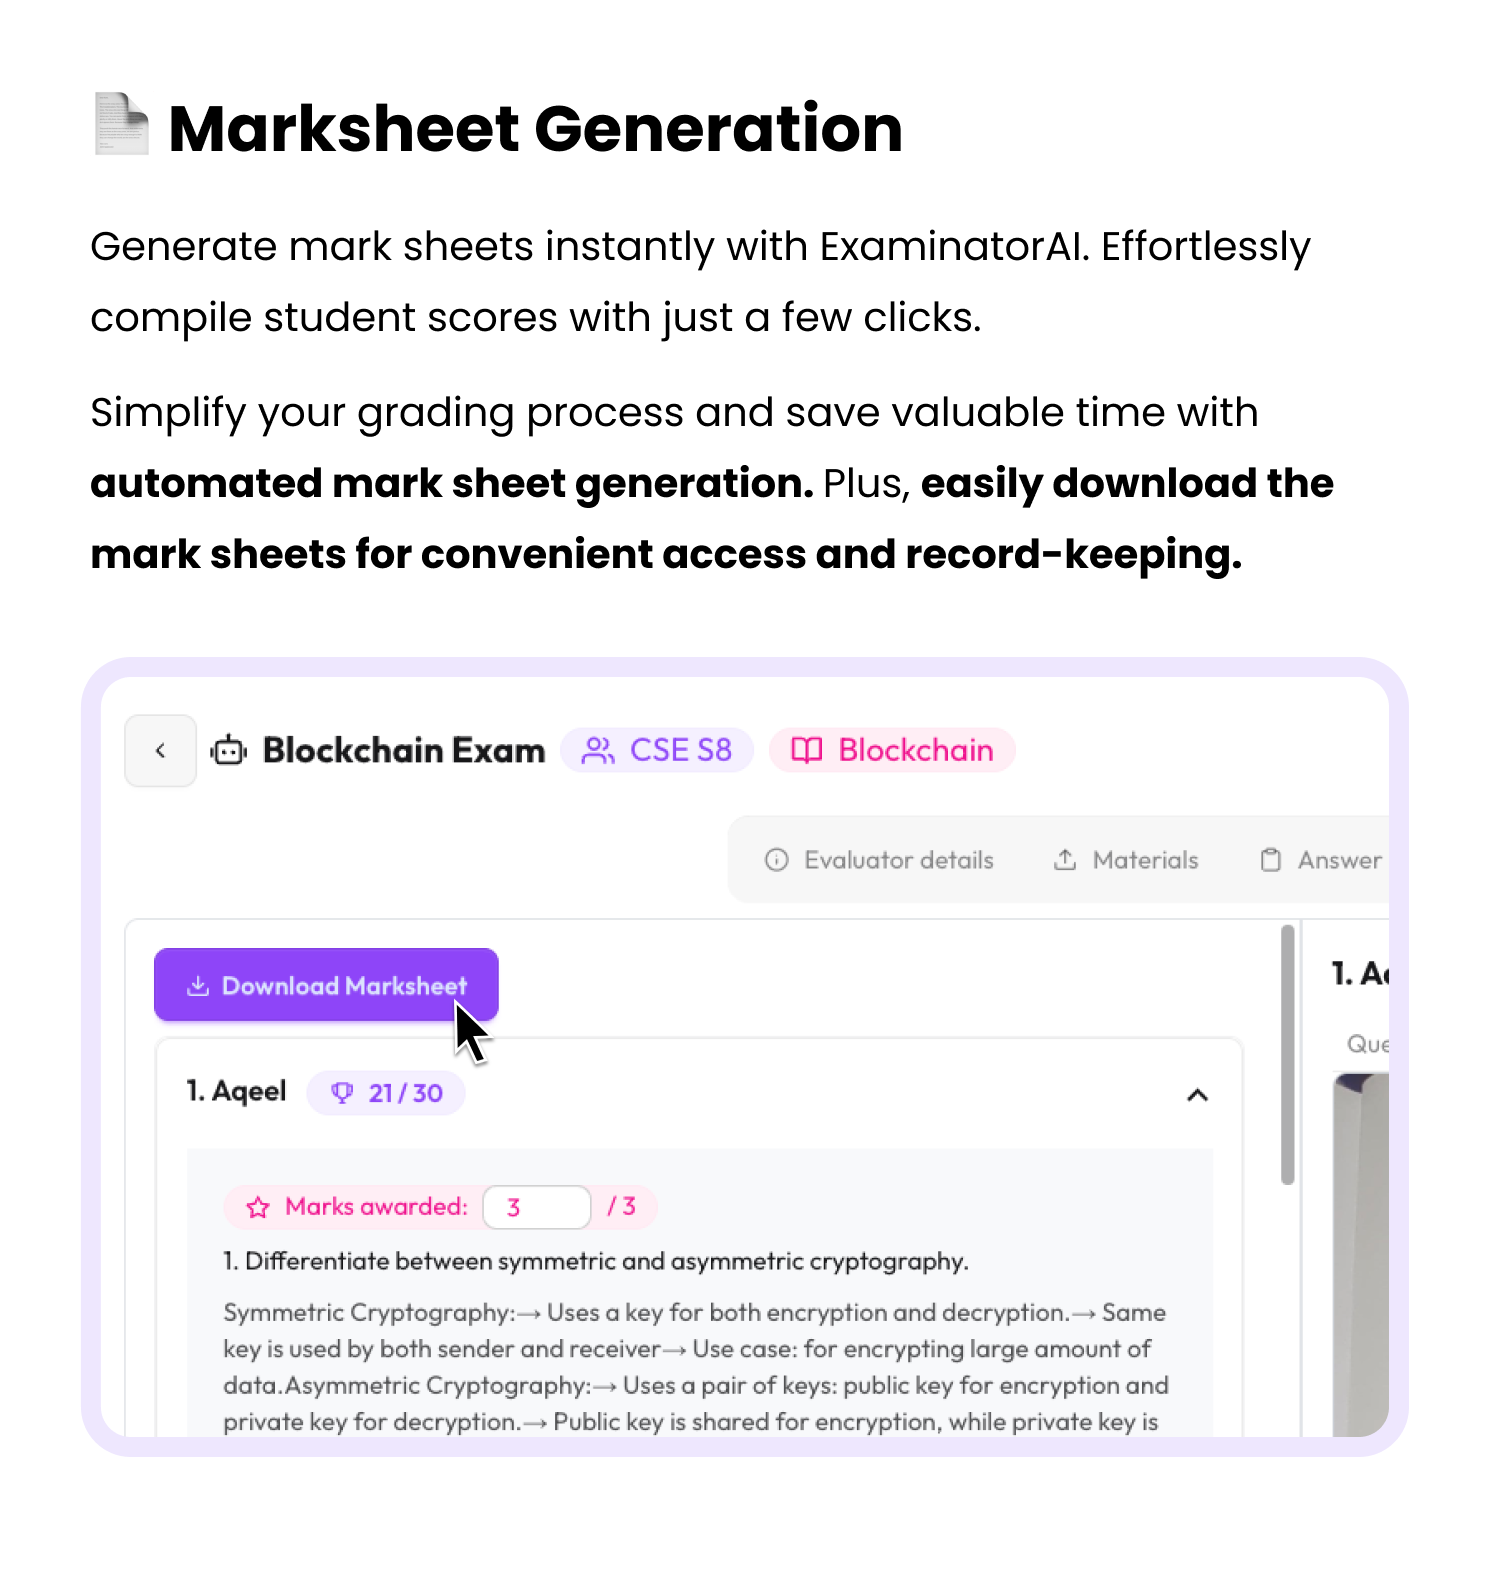 Marksheet Generation
Generate mark sheets instantly with ExaminatorAI. Effortlessly
compile student scores with just a few clicks.
Simplify your grading process and save valuable time with
automated mark sheet generation. Plus, easily download the
mark sheets for convenient access and record-keeping.
Blockchain Exam CSE S8 Blockchain
Evaluator details Materials Answer
Download Marksheet
1. Aqeel 21 / 30
Marks awarded: 3 / 3
1. Differentiate between symmetric and asymmetric cryptography.
Symmetric Cryptography:→ Uses a key for both encryption and decryption.→ Same
key is used by both sender and receiver→ Use case: for encrypting large amount of
data.Asymmetric Cryptography:→ Uses a pair of keys: public key for encryption and
private key for decryption.→ Public key is shared for encryption, while private key is